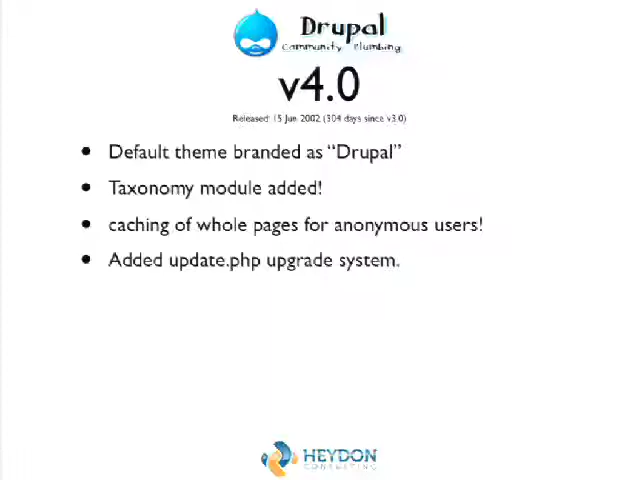 Drupal
Community Plumbing
v4.0
Released: 15 Jun 2002 (304 days since v3.0)
• Default theme branded as “Drupal”
• Taxonomy module added!
• caching of whole pages for anonymous users!
• Added update.php upgrade system.
HEYDON
CONSULTING